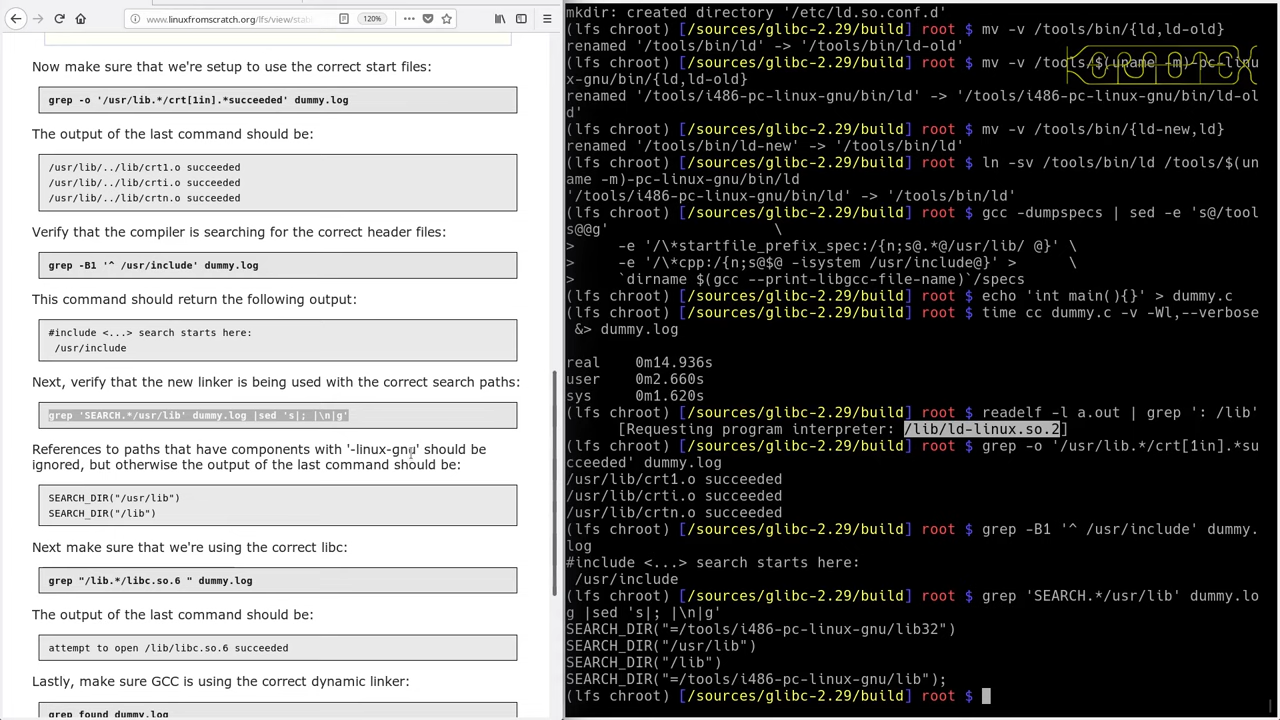 www.linuxfromscratch.org/lfs/view/stab
120%
Now make sure that we're setup to use the correct start files:
grep -o '/usr/lib.*/crt[1in].*succeeded' dummy.log
The output of the last command should be:
/usr/lib/../lib/crt1.o succeeded
/usr/lib/../lib/crti.o succeeded
/usr/lib/../lib/crtn.o succeeded
Verify that the compiler is searching for the correct header files:
grep -B1 '^ /usr/include' dummy.log
This command should return the following output:
#include <...> search starts here:
 /usr/include
Next, verify that the new linker is being used with the correct search paths:
grep 'SEARCH.*/usr/lib' dummy.log |sed 's|; |\n|g'
References to paths that have components with '-linux-gnu' should be
ignored, but otherwise the output of the last command should be:
SEARCH_DIR("/usr/lib")
SEARCH_DIR("/lib")
Next make sure that we're using the correct libc:
grep "/lib.*/libc.so.6 " dummy.log
The output of the last command should be:
attempt to open /lib/libc.so.6 succeeded
Lastly, make sure GCC is using the correct dynamic linker:
grep found dummy.log
mkdir: created directory '/etc/ld.so.conf.d'
(lfs chroot) [/sources/glibc-2.29/build] root $ mv -v /tools/bin/{ld,ld-old}
renamed '/tools/bin/ld' -> '/tools/bin/ld-old'
(lfs chroot) [/sources/glibc-2.29/build] root $ mv -v /tools/$(uname -m)-pc-linu
x-gnu/bin/{ld,ld-old}
renamed '/tools/i486-pc-linux-gnu/bin/ld' -> '/tools/i486-pc-linux-gnu/bin/ld-ol
d'
(lfs chroot) [/sources/glibc-2.29/build] root $ mv -v /tools/bin/{ld-new,ld}
renamed '/tools/bin/ld-new' -> '/tools/bin/ld'
(lfs chroot) [/sources/glibc-2.29/build] root $ ln -sv /tools/bin/ld /tools/$(un
ame -m)-pc-linux-gnu/bin/ld
'/tools/i486-pc-linux-gnu/bin/ld' -> '/tools/bin/ld'
(lfs chroot) [/sources/glibc-2.29/build] root $ gcc -dumpspecs | sed -e 's@/tool
s@@g' \
> -e '/\*startfile_prefix_spec:/{n;s@.*@/usr/lib/ @}' \
> -e '/\*cpp:/{n;s@$@ -isystem /usr/include@}' > \
> `dirname $(gcc --print-libgcc-file-name)`/specs
(lfs chroot) [/sources/glibc-2.29/build] root $ echo 'int main(){}' > dummy.c
(lfs chroot) [/sources/glibc-2.29/build] root $ time cc dummy.c -v -Wl,--verbose
 &> dummy.log
real 0m14.936s
user 0m2.660s
sys 0m1.620s
(lfs chroot) [/sources/glibc-2.29/build] root $ readelf -l a.out | grep ': /lib'
[Requesting program interpreter: /lib/ld-linux.so.2]
(lfs chroot) [/sources/glibc-2.29/build] root $ grep -o '/usr/lib.*/crt[1in].*su
cceeded' dummy.log
/usr/lib/crt1.o succeeded
/usr/lib/crti.o succeeded
/usr/lib/crtn.o succeeded
(lfs chroot) [/sources/glibc-2.29/build] root $ grep -B1 '^ /usr/include' dummy.
log
#include <...> search starts here:
 /usr/include
(lfs chroot) [/sources/glibc-2.29/build] root $ grep 'SEARCH.*/usr/lib' dummy.lo
g |sed 's|; |\n|g'
SEARCH_DIR("=/tools/i486-pc-linux-gnu/lib32")
SEARCH_DIR("/usr/lib")
SEARCH_DIR("/lib")
SEARCH_DIR("=/tools/i486-pc-linux-gnu/lib");
(lfs chroot) [/sources/glibc-2.29/build] root $